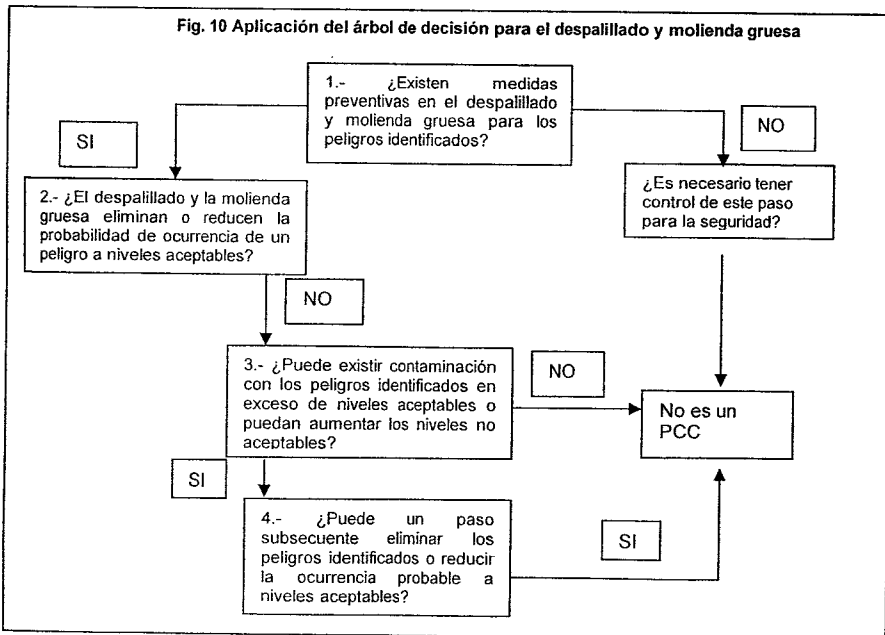 Fig. 10 Aplicación del árbol de decisión para el despalillado y molienda gruesa
1.- ¿Existen medidas
preventivas en el despalillado
y molienda gruesa para los
peligros identificados?
SI
NO
2.- ¿El despalillado y la molienda
gruesa eliminan o reducen la
probabilidad de ocurrencia de un
peligro a niveles aceptables?
¿Es necesario tener
control de este paso
para la seguridad?
NO
3.- ¿Puede existir contaminación
con los peligros identificados en
exceso de niveles aceptables o
puedan aumentar los niveles no
aceptables?
NO
No es un
PCC
SI
4.- ¿Puede un paso
subsecuente eliminar los
peligros identificados o reducir
la ocurrencia probable a
niveles aceptables?
SI